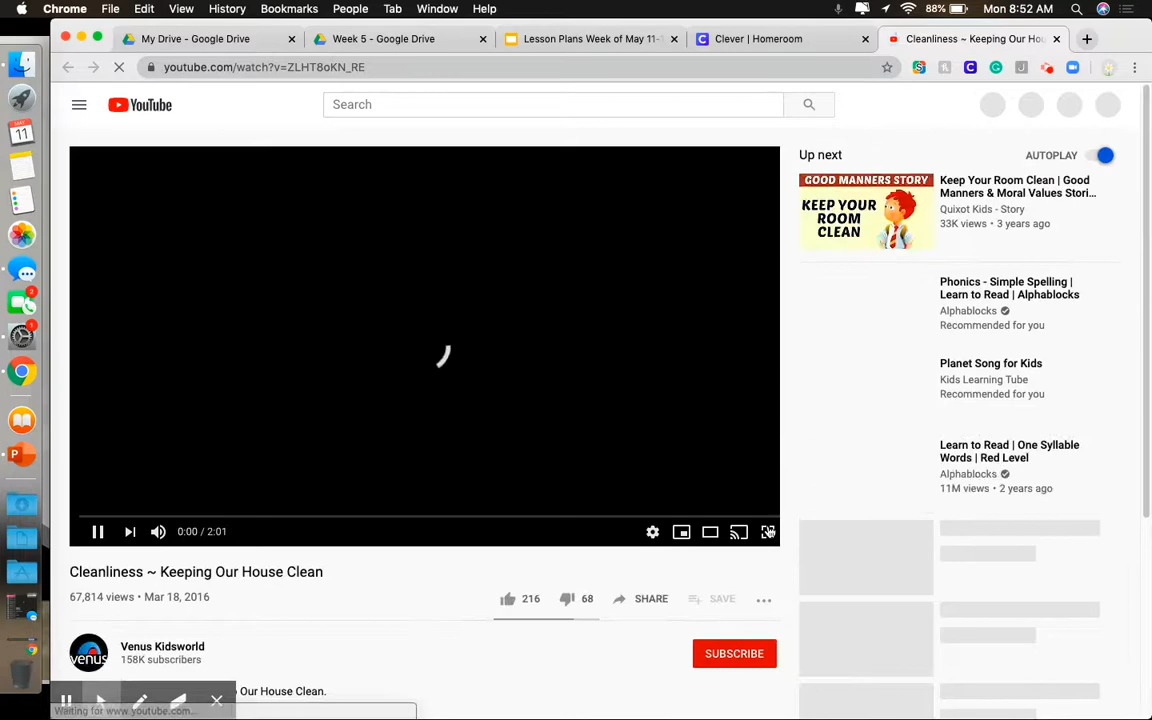 Chrome File Edit View History Bookmarks People Tab Window Help 88% Mon 8:52 AM
My Drive - Google Drive Week 5 - Google Drive Lesson Plans Week of May 11- Clever | Homeroom Cleanliness ~ Keeping Our Ho
youtube.com/watch?v=ZLHT8oKN_RE
YouTube
Search
Up next
AUTOPLAY
GOOD MANNERS STORY
KEEP YOUR
ROOM
CLEAN
Keep Your Room Clean | Good
Manners & Moral Values Stori...
Quixot Kids - Story
33K views • 3 years ago
Phonics - Simple Spelling |
Learn to Read | Alphablocks
Alphablocks
Recommended for you
Planet Song for Kids
Kids Learning Tube
Recommended for you
Learn to Read | One Syllable
Words | Red Level
Alphablocks
11M views • 2 years ago
0:00 / 2:01
Cleanliness ~ Keeping Our House Clean
67,814 views • Mar 18, 2016
216 68 SHARE SAVE
Venus Kidsworld
158K subscribers
SUBSCRIBE
venus
Our House Clean.
Waiting for www.youtube.com...
MAY
11
2
1